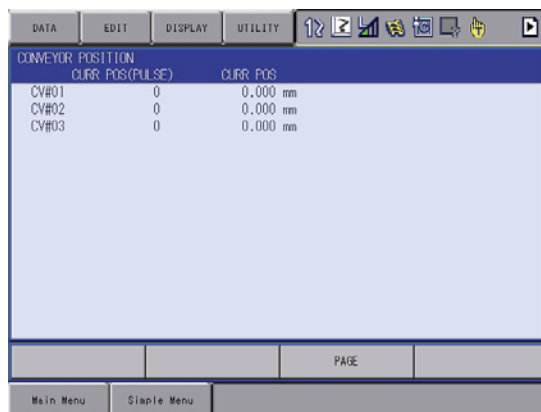 DATA EDIT DISPLAY UTILITY
CONVEYOR POSITION
CURR POS(PULSE) CURR POS
CV#01 0 0.000 mm
CV#02 0 0.000 mm
CV#03 0 0.000 mm
PAGE
Main Menu Simple Menu